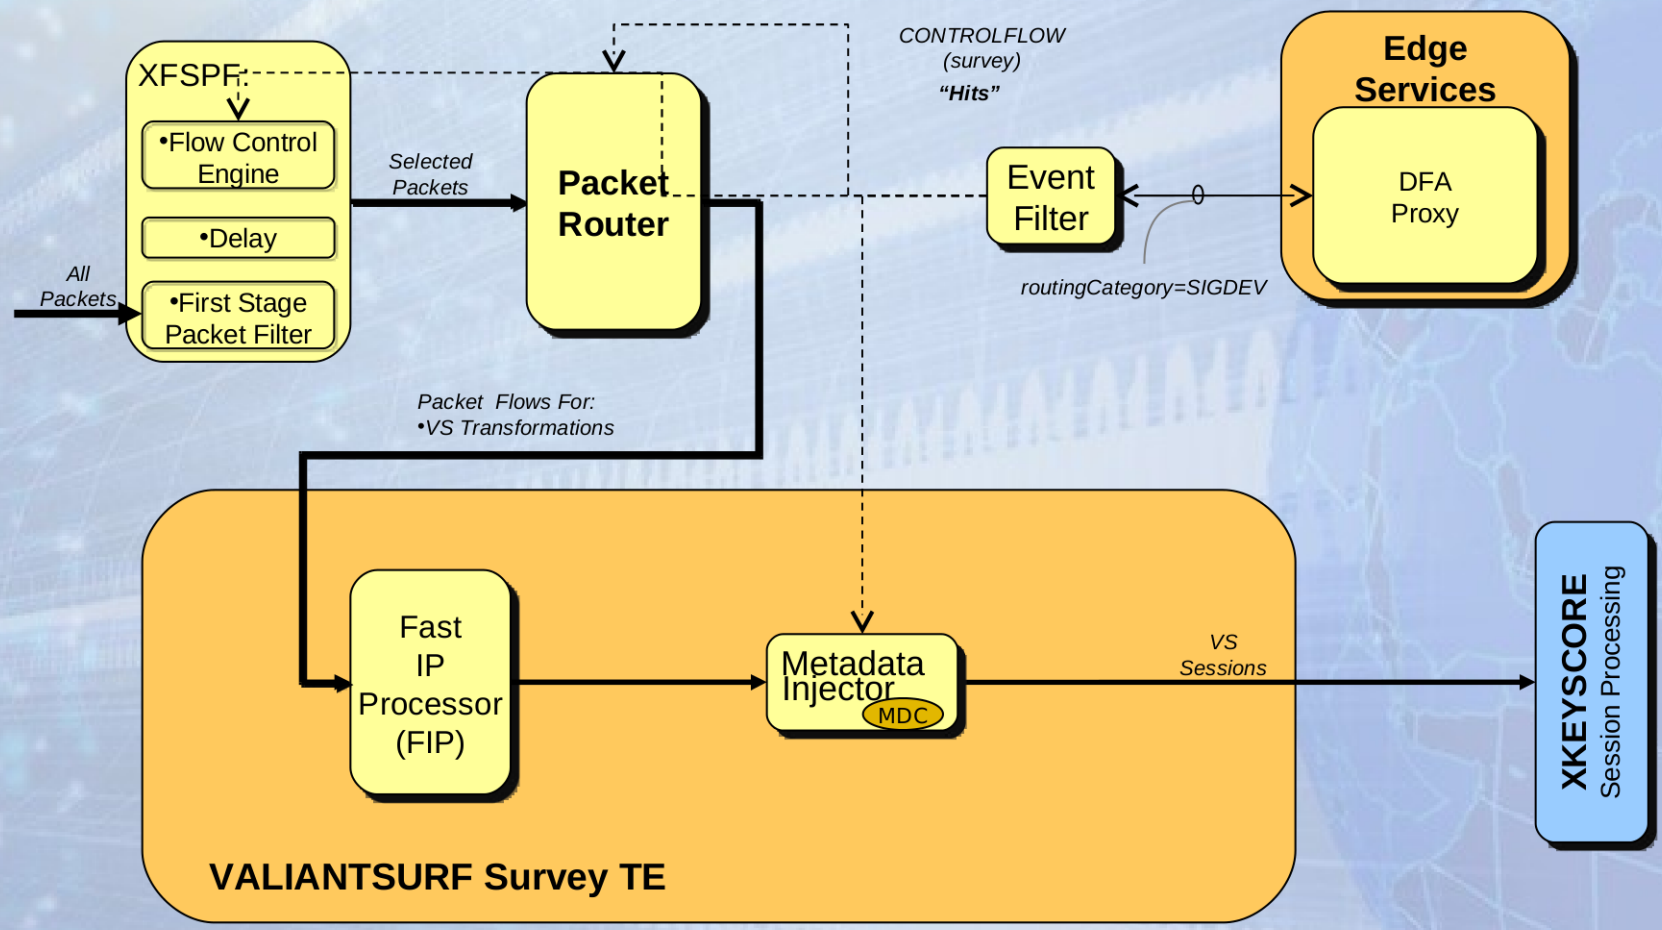 XFSPF:
•Flow Control
Engine
•Delay
•First Stage
Packet Filter
All
Packets
Selected
Packets
Packet
Router
CONTROLFLOW
(survey)
“Hits”
Event
Filter
routingCategory=SIGDEV
Edge
Services
DFA
Proxy
Packet  Flows For:
•VS Transformations
Fast
IP
Processor
(FIP)
Metadata
Injector
MDC
VS
Sessions
XKEYSCORE
Session Processing
VALIANTSURF Survey TE